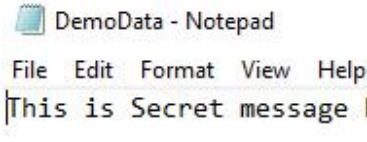 DemoData - Notepad
File Edit Format View Help
This is Secret message